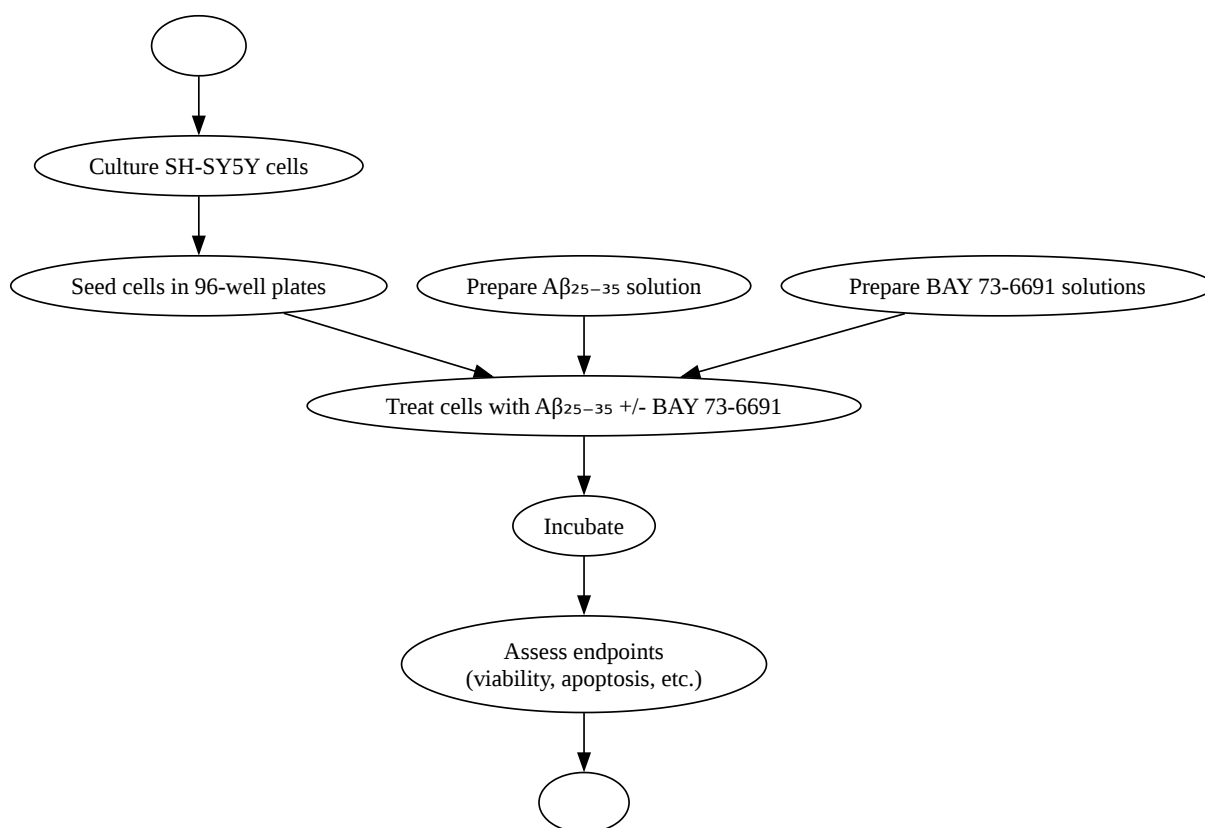 Culture SH-SY5Y cells
Seed cells in 96-well plates
Prepare Aβ₂₅₋₃₅ solution
Prepare BAY 73-6691 solutions
Treat cells with Aβ₂₅₋₃₅ +/- BAY 73-6691
Incubate
Assess endpoints
(viability, apoptosis, etc.)